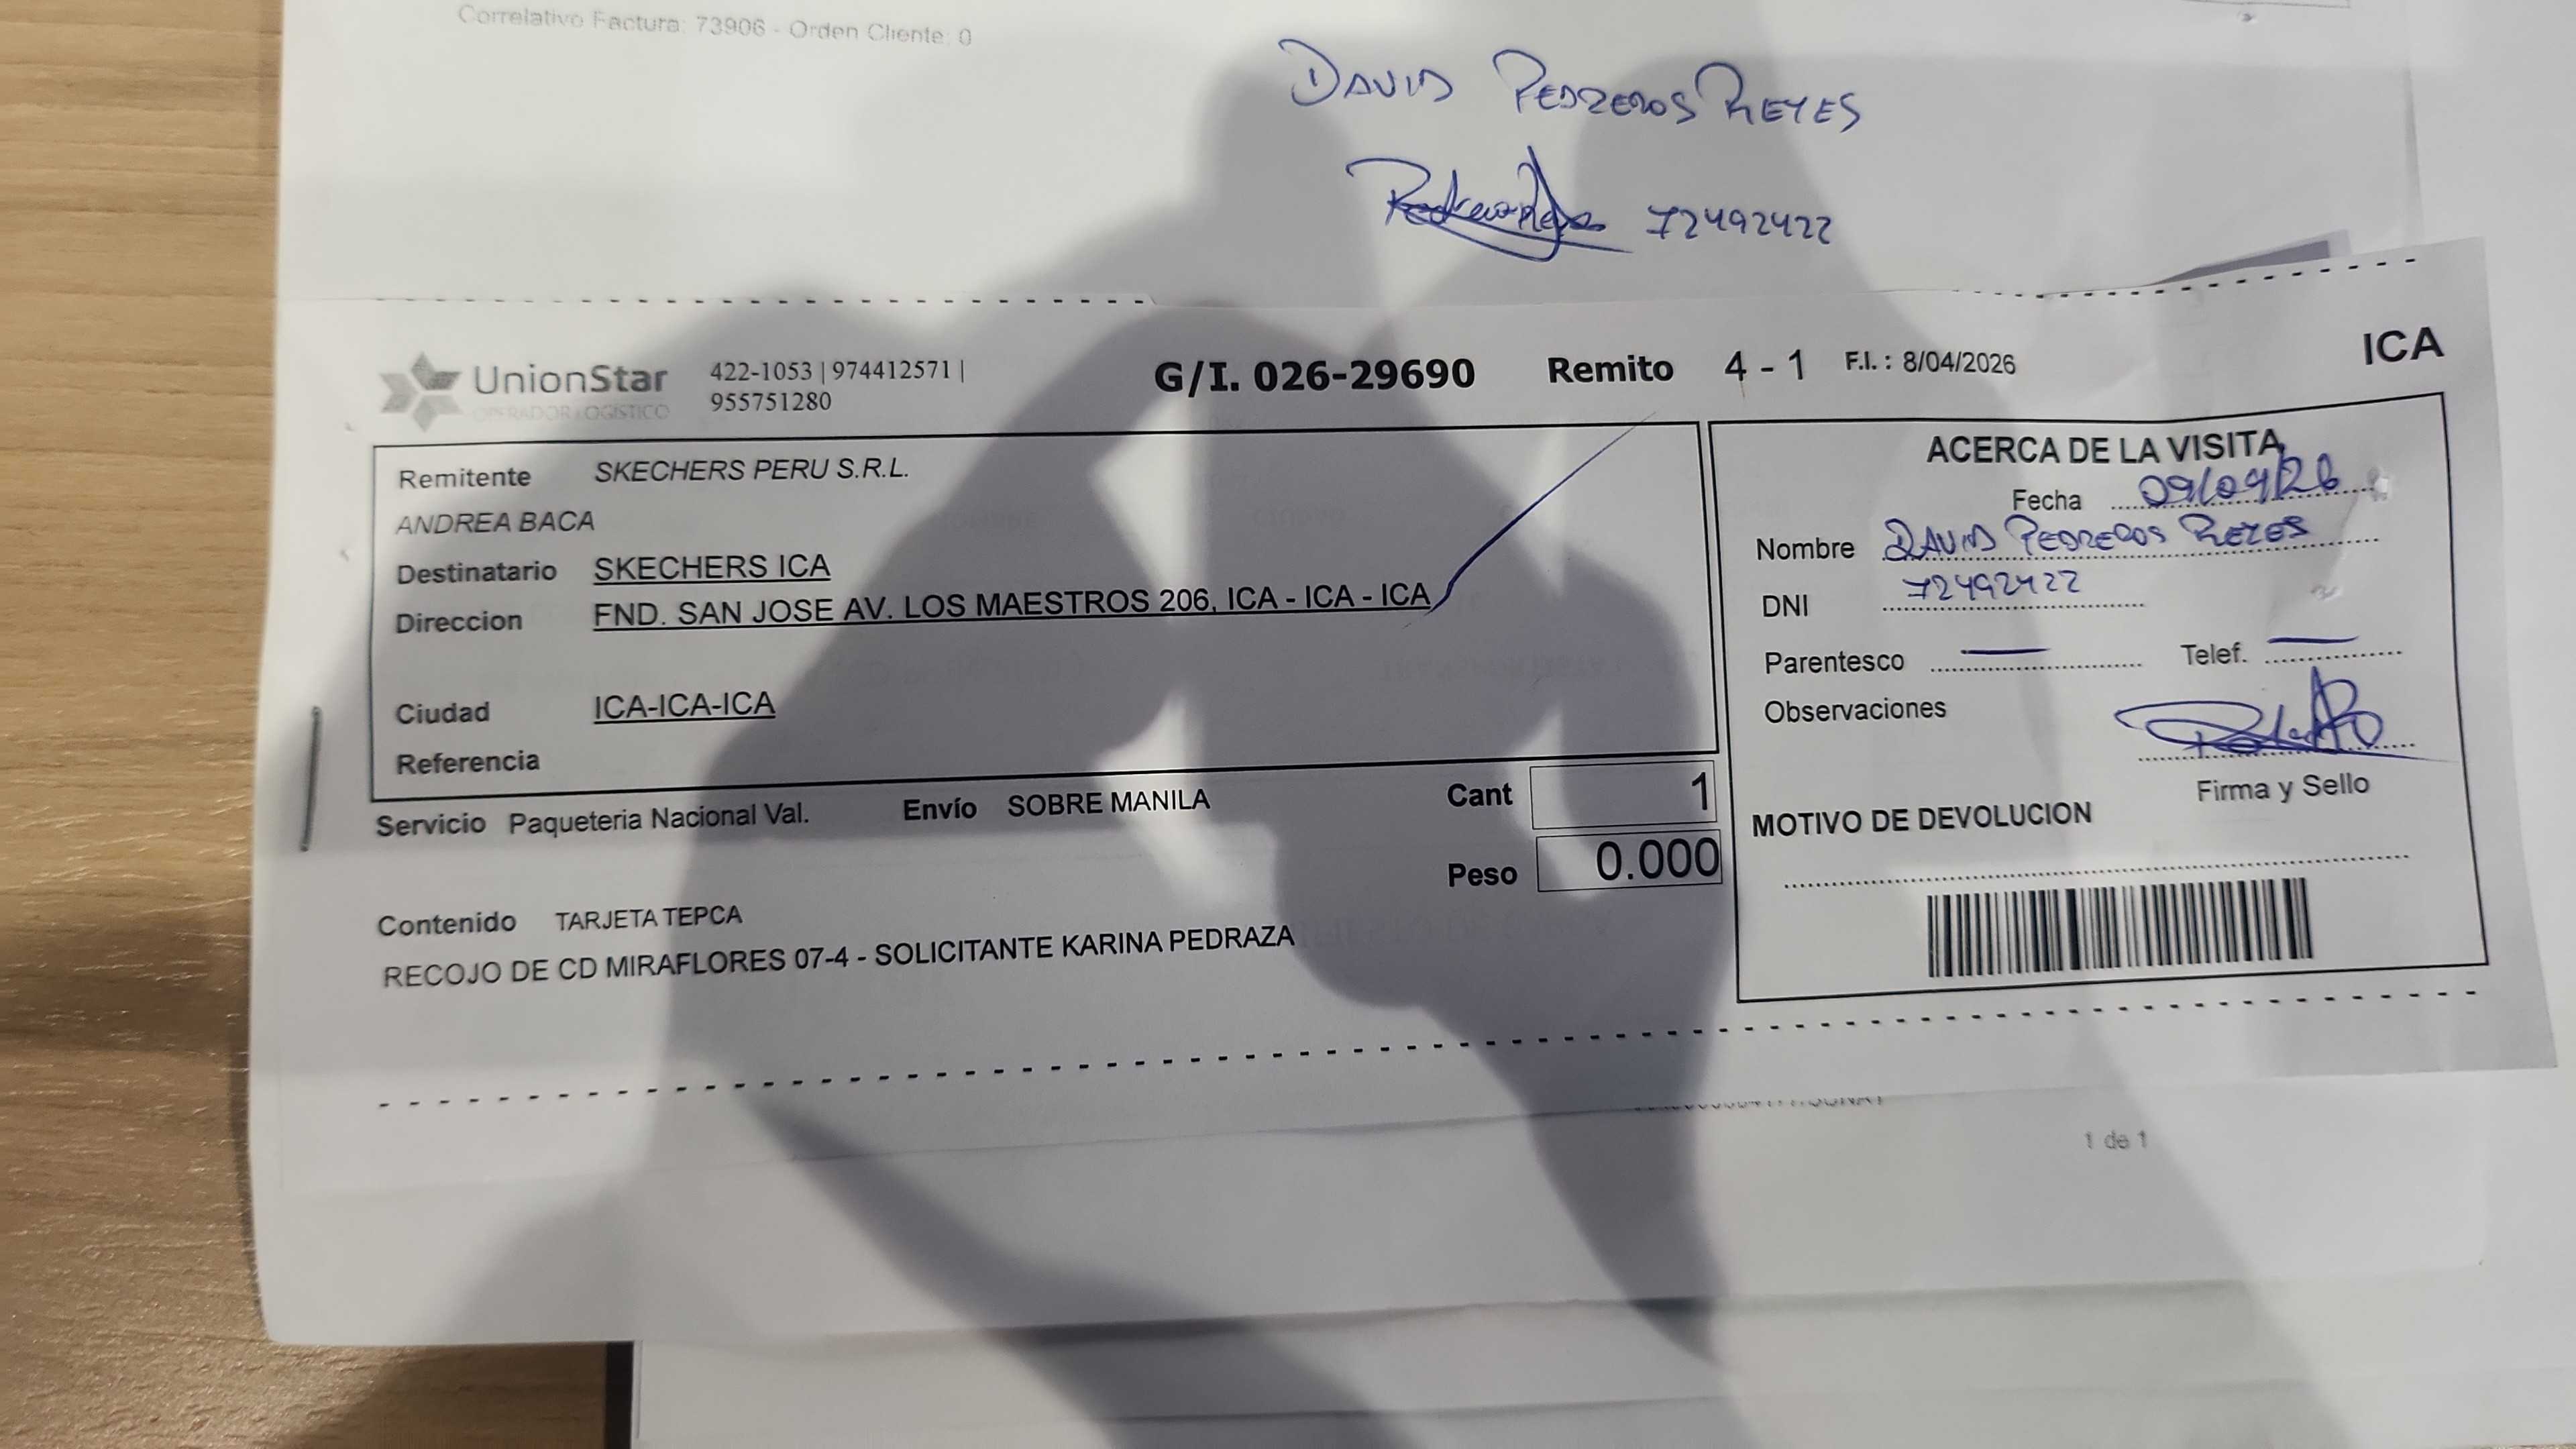 Correlativo Factura: 73906 - Orden Cliente: 0
DAVID PEDREROS REYES
72492422
UnionStar
OPERADOR LOGÍSTICO
422-1053 | 974412571 |
955751280
G/I. 026-29690 Remito 4 - 1 F.I. : 8/04/2026
ICA
Remitente SKECHERS PERU S.R.L.
ANDREA BACA
Destinatario SKECHERS ICA
Direccion FND. SAN JOSE AV. LOS MAESTROS 206, ICA - ICA - ICA
Ciudad ICA-ICA-ICA
Referencia
Servicio Paqueteria Nacional Val. Envío SOBRE MANILA
Cant 1
Peso 0.000
Contenido TARJETA TEPCA
RECOJO DE CD MIRAFLORES 07-4 - SOLICITANTE KARINA PEDRAZA
ACERCA DE LA VISITA
Fecha 09/04/26
Nombre DAVID PEDREROS REYES
DNI 72492422
Parentesco —
Telef. —
Observaciones
Firma y Sello
MOTIVO DE DEVOLUCION
1 de 1